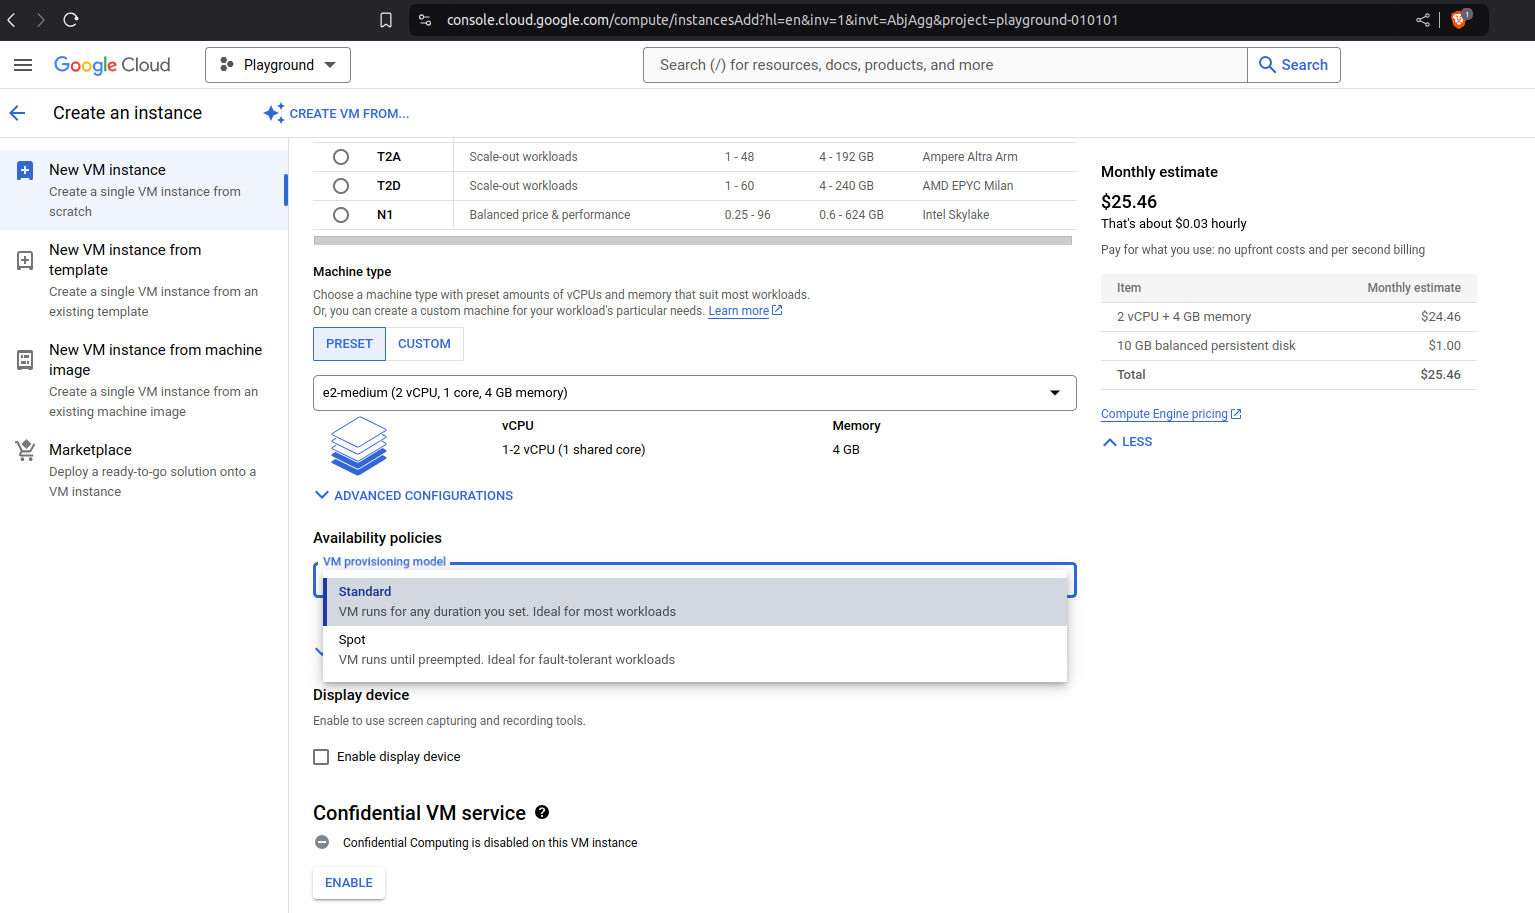 console.cloud.google.com/compute/instancesAdd?hl=en&inv=1&invt=AbjAgg&project=playground-010101
1
Google Cloud
Playground
Search (/) for resources, docs, products, and more
Search
Create an instance
CREATE VM FROM...
New VM instance
Create a single VM instance from
scratch
New VM instance from
template
Create a single VM instance from an
existing template
New VM instance from machine
image
Create a single VM instance from an
existing machine image
Marketplace
Deploy a ready-to-go solution onto a
VM instance
T2A Scale-out workloads 1 - 48 4 - 192 GB Ampere Altra Arm
T2D Scale-out workloads 1 - 60 4 - 240 GB AMD EPYC Milan
N1 Balanced price & performance 0.25 - 96 0.6 - 624 GB Intel Skylake
Machine type
Choose a machine type with preset amounts of vCPUs and memory that suit most workloads.
Or, you can create a custom machine for your workload's particular needs. Learn more
PRESET CUSTOM
e2-medium (2 vCPU, 1 core, 4 GB memory)
vCPU Memory
1-2 vCPU (1 shared core) 4 GB
ADVANCED CONFIGURATIONS
Availability policies
VM provisioning model
Standard
VM runs for any duration you set. Ideal for most workloads
Spot
VM runs until preempted. Ideal for fault-tolerant workloads
Display device
Enable to use screen capturing and recording tools.
Enable display device
Confidential VM service ?
Confidential Computing is disabled on this VM instance
ENABLE
Monthly estimate
$25.46
That's about $0.03 hourly
Pay for what you use: no upfront costs and per second billing
Item Monthly estimate
2 vCPU + 4 GB memory $24.46
10 GB balanced persistent disk $1.00
Total $25.46
Compute Engine pricing
LESS